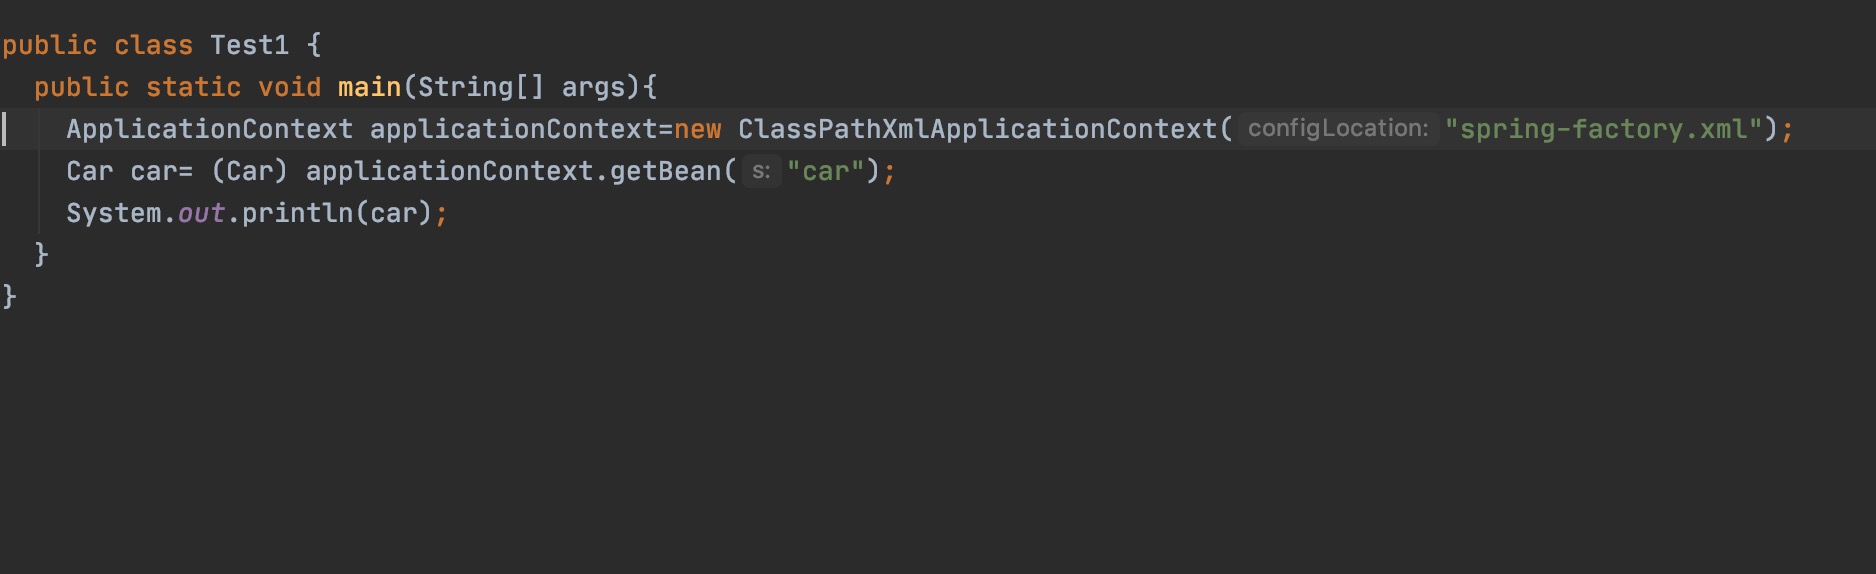 public class Test1 {
public static void main(String[] args){
ApplicationContext applicationContext=new ClassPathXmlApplicationContext( configLocation: "spring-factory.xml");
Car car= (Car) applicationContext.getBean( s: "car");
System.out.println(car);
}
}